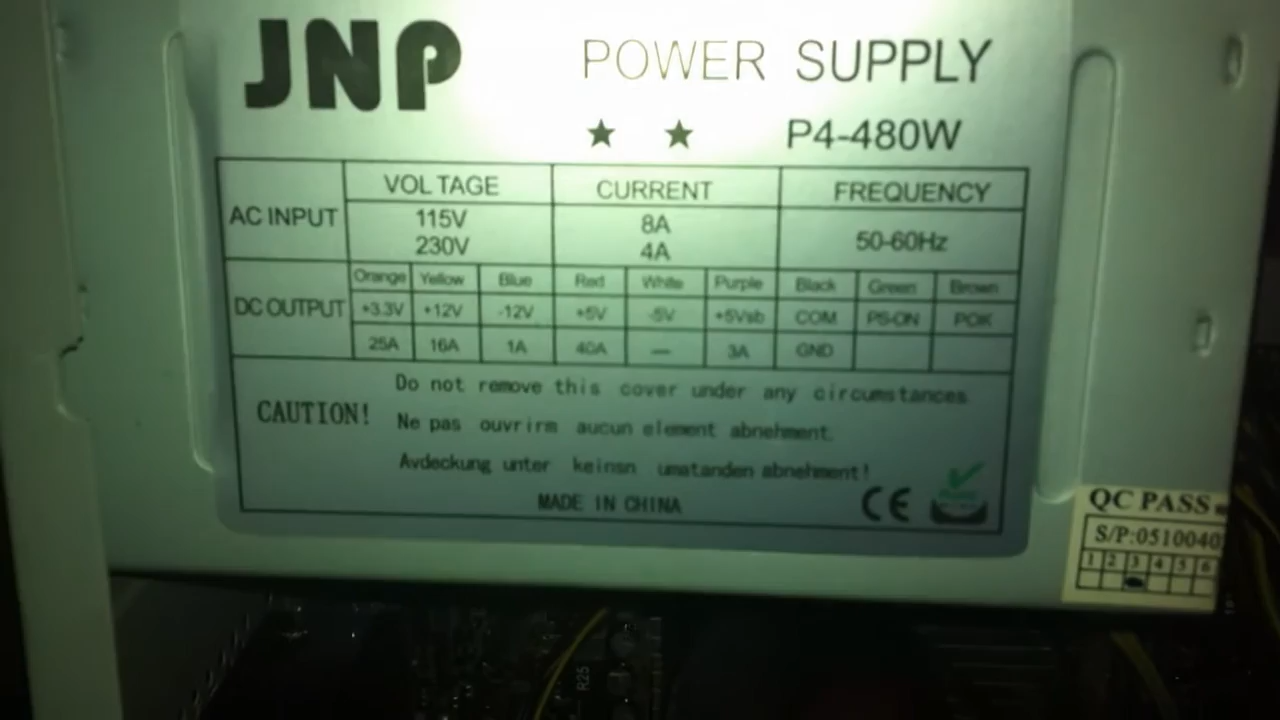 JNP
POWER SUPPLY
★ ★ P4-480W
AC INPUT
VOLTAGE CURRENT FREQUENCY
115V 8A 50-60Hz
230V 4A
DC OUTPUT
Orange Yellow Blue Red White Purple Black Green Brown
+3.3V +12V -12V +5V -5V +5Vsb COM PS-ON POK
25A 16A 1A 40A — 3A GND
CAUTION!
Do not remove this cover under any circumstances
Ne pas ouvrirm aucun element abnehment.
Avdeckung unter keinsn umstanden abnehment!
MADE IN CHINA
CE
QC PASS
S/P:0510040
1 2 3 4 5 6
R25